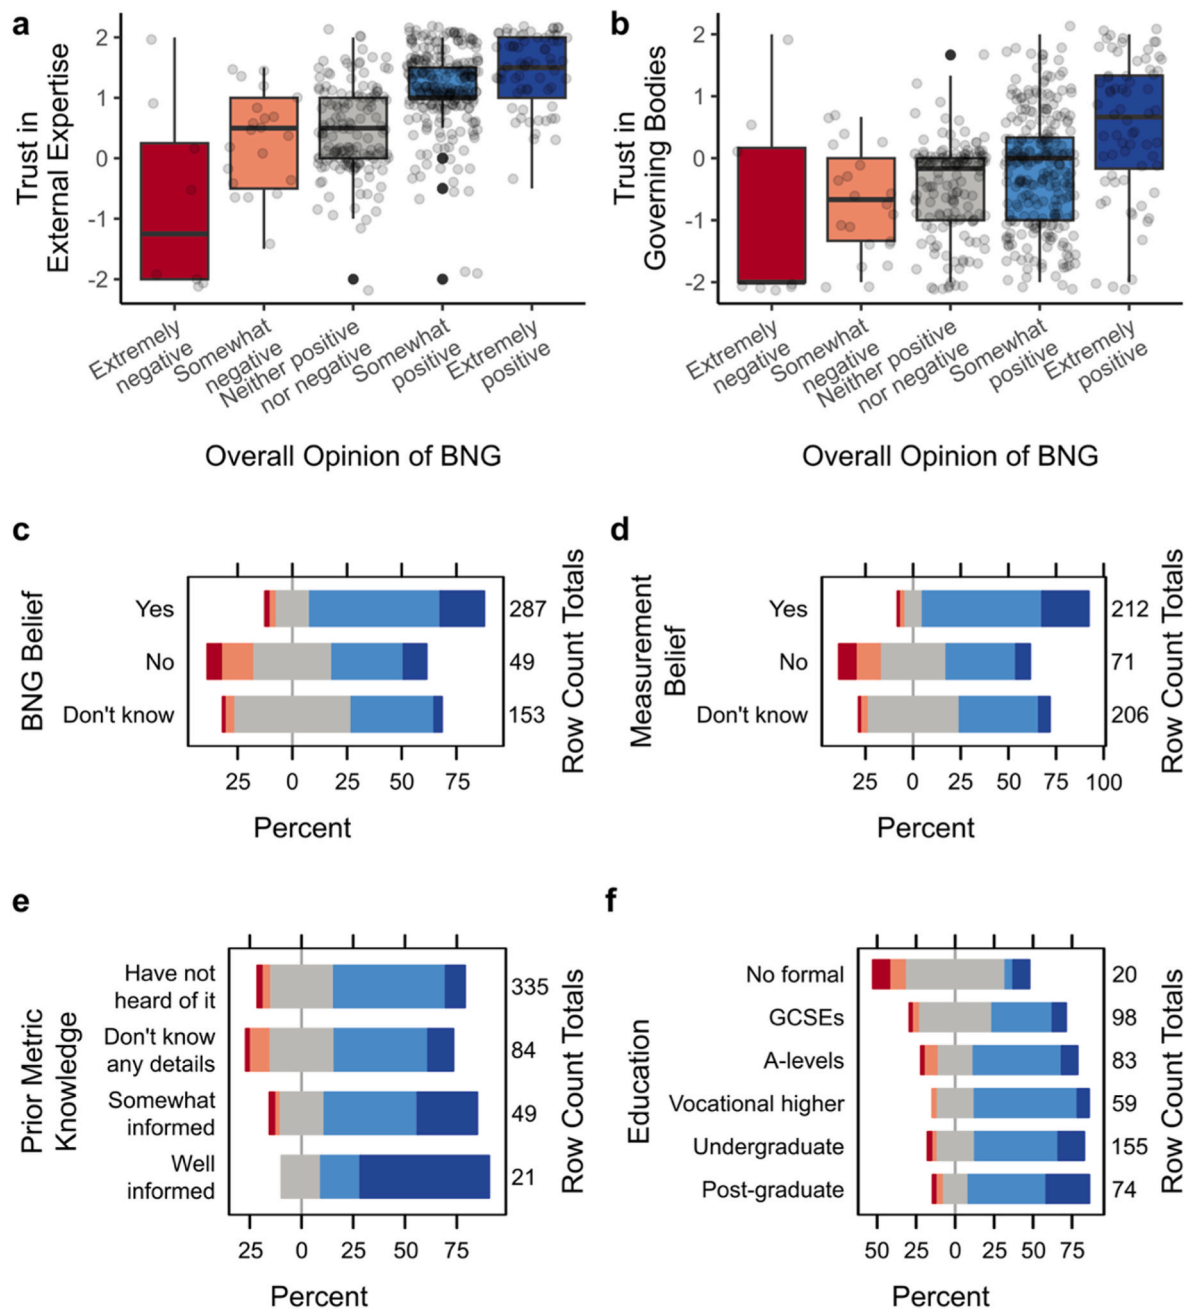 a
Trust in
External Expertise
2
1
0
-1
-2
Extremely
negative
Somewhat
negative
Neither positive
nor negative
Somewhat
positive
Extremely
positive
Overall Opinion of BNG
b
Trust in
Governing Bodies
2
1
0
-1
-2
Extremely
negative
Somewhat
negative
Neither positive
nor negative
Somewhat
positive
Extremely
positive
Overall Opinion of BNG
c
BNG Belief
Yes
No
Don't know
287
49
153
Row Count Totals
25 0 25 50 75
Percent
d
Measurement
Belief
Yes
No
Don't know
212
71
206
Row Count Totals
25 0 25 50 75 100
Percent
e
Prior Metric
Knowledge
Have not
heard of it
Don't know
any details
Somewhat
informed
Well
informed
335
84
49
21
Row Count Totals
25 0 25 50 75
Percent
f
Education
No formal
GCSEs
A-levels
Vocational higher
Undergraduate
Post-graduate
20
98
83
59
155
74
Row Count Totals
50 25 0 25 50 75
Percent